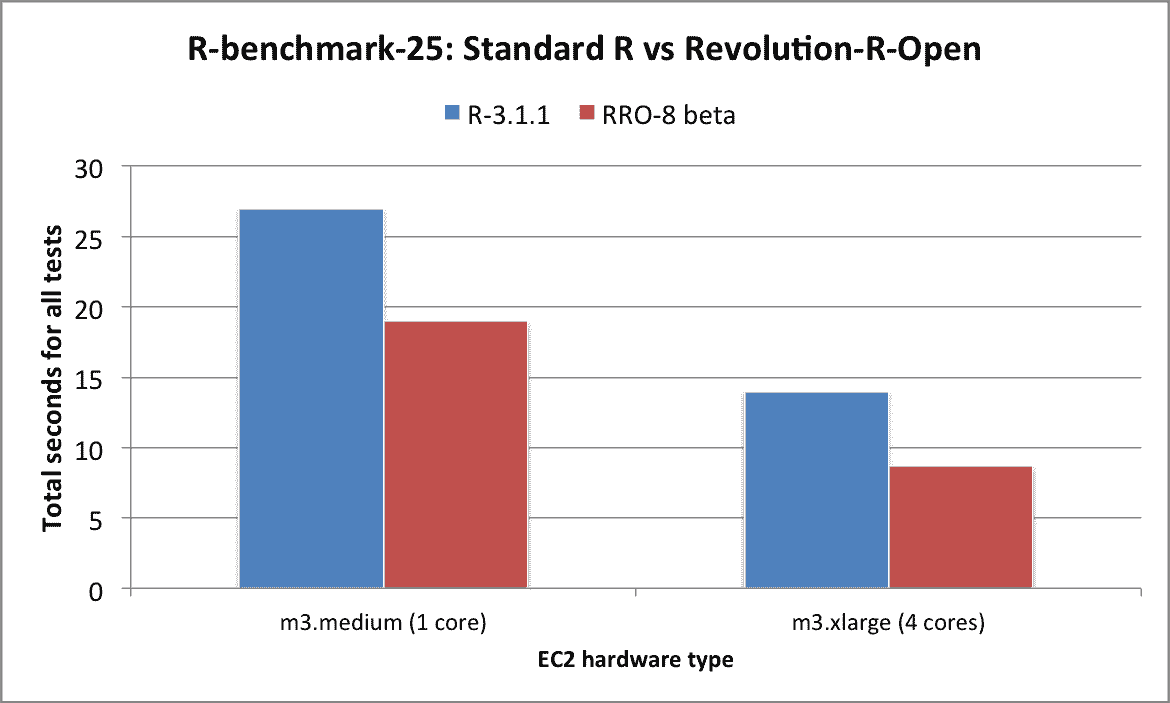 R-benchmark-25: Standard R vs Revolution-R-Open
R-3.1.1 RRO-8 beta
Total seconds for all tests
30
25
20
15
10
5
0
m3.medium (1 core) m3.xlarge (4 cores)
EC2 hardware type